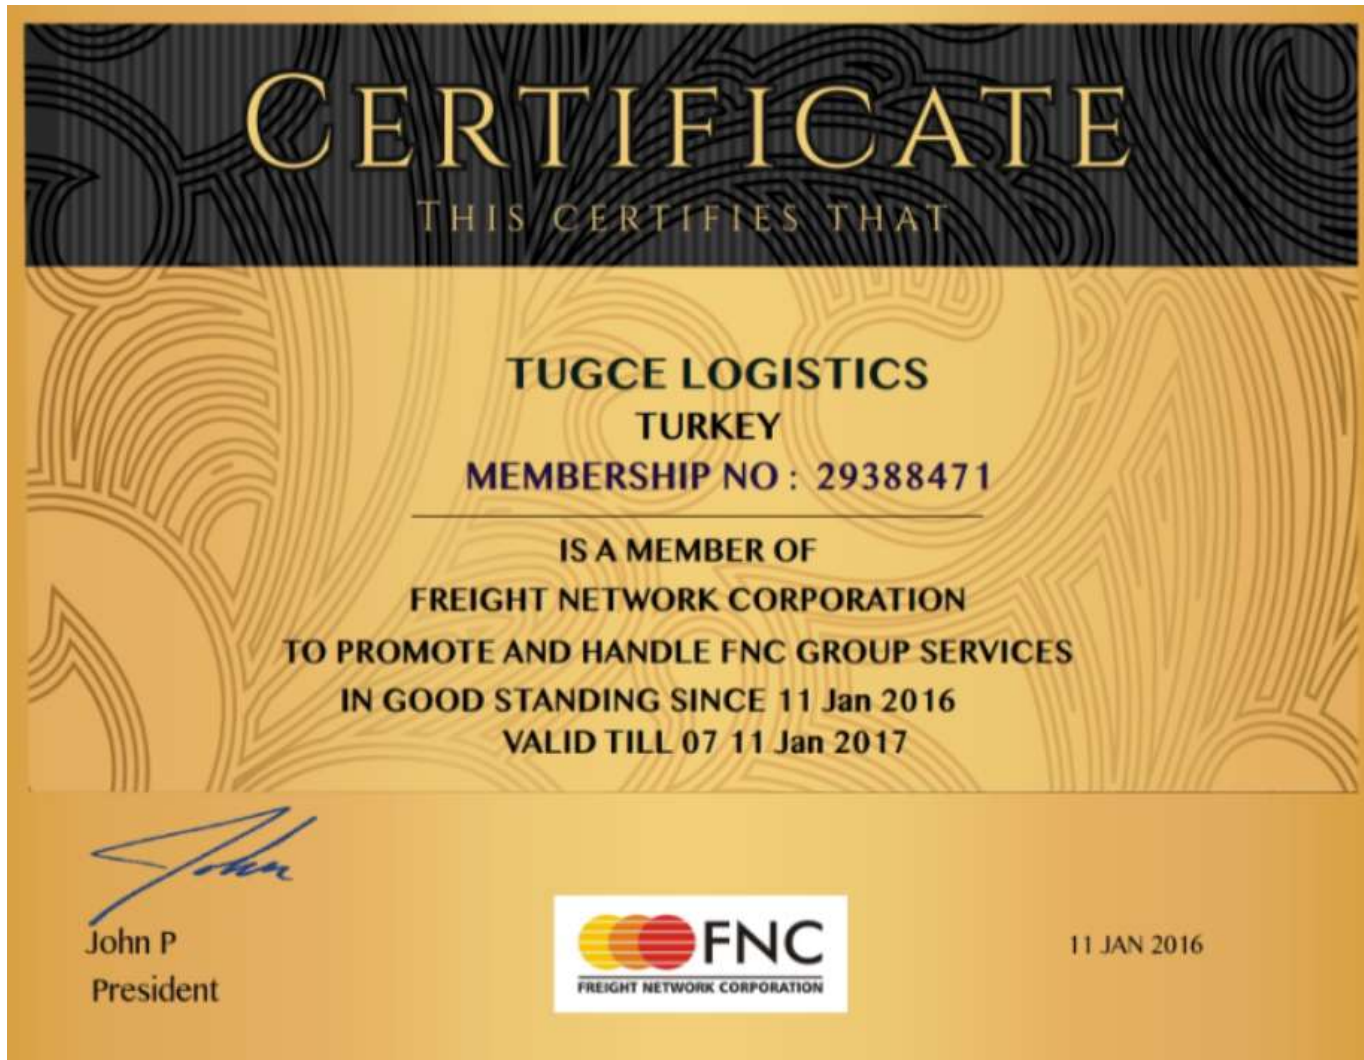 CERTIFICATE
THIS CERTIFIES THAT
TUGCE LOGISTICS
TURKEY
MEMBERSHIP NO : 29388471
IS A MEMBER OF
FREIGHT NETWORK CORPORATION
TO PROMOTE AND HANDLE FNC GROUP SERVICES
IN GOOD STANDING SINCE 11 Jan 2016
VALID TILL 07 11 Jan 2017
John
John P
President
FNC
FREIGHT NETWORK CORPORATION
11 JAN 2016